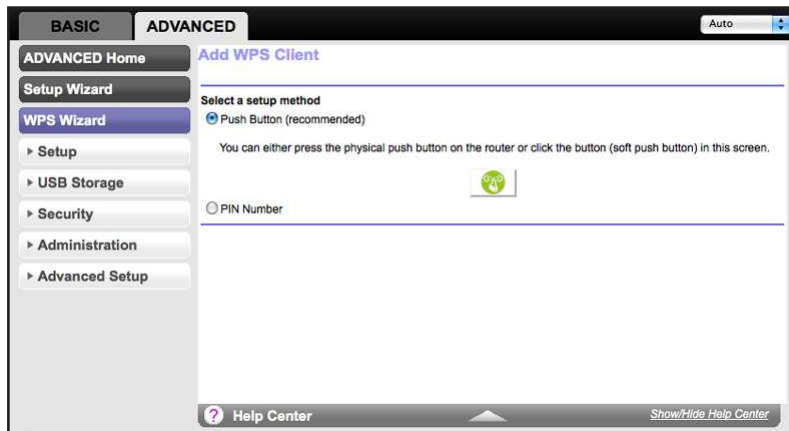 BASIC
ADVANCED
Auto
ADVANCED Home
Setup Wizard
WPS Wizard
Setup
USB Storage
Security
Administration
Advanced Setup
Add WPS Client
Select a setup method
Push Button (recommended)
You can either press the physical push button on the router or click the button (soft push button) in this screen.
PIN Number
? Help Center
Show/Hide Help Center